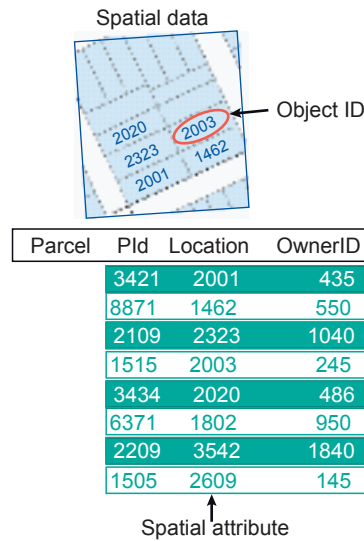 Spatial data
Object ID
2020
2003
2323
1462
2001
Parcel PId Location OwnerID
3421 2001 435
8871 1462 550
2109 2323 1040
1515 2003 245
3434 2020 486
6371 1802 950
2209 3542 1840
1505 2609 145
Spatial attribute